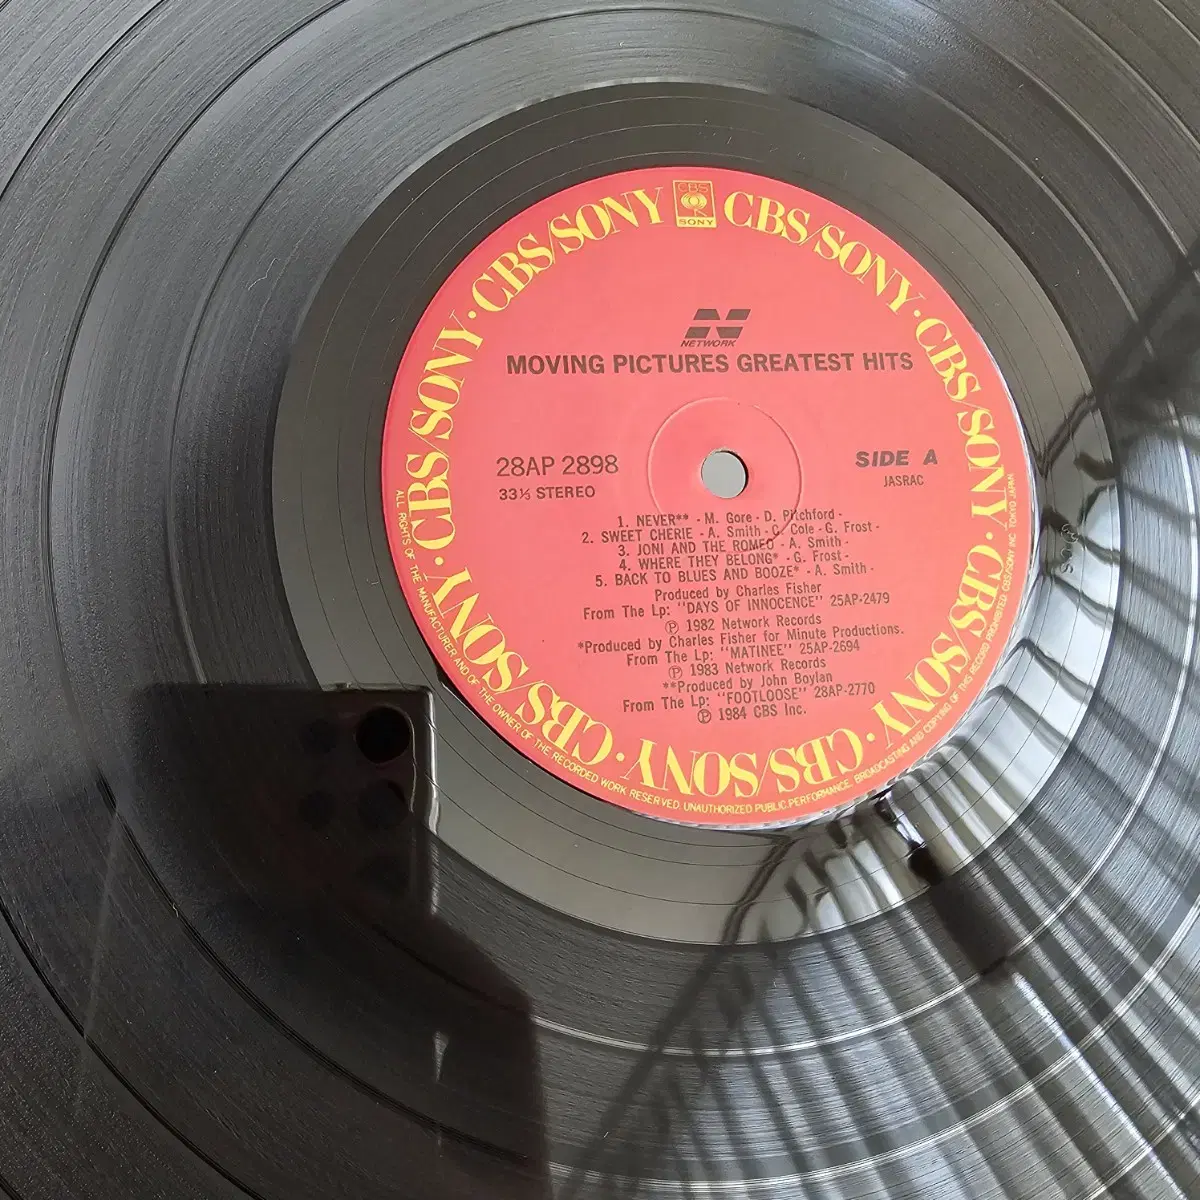 CBS/SONY · CBS/SONY · CBS/SONY · CBS/SONY · CBS/SONY · CBS/SONY · CBS/SONY · CBS/SONY
CBS
SONY
NETWORK
MOVING PICTURES GREATEST HITS
28AP 2898
SIDE A
33⅓ STEREO
JASRAC
1. NEVER** - M. Gore - D. Pitchford -
2. SWEET CHERIE - A. Smith - C. Cole - G. Frost -
3. JONI AND THE ROMEO - A. Smith -
4. WHERE THEY BELONG* - G. Frost -
5. BACK TO BLUES AND BOOZE* - A. Smith -
Produced by Charles Fisher
From The Lp: "DAYS OF INNOCENCE" 25AP-2479
Ⓟ 1982 Network Records
*Produced by Charles Fisher for Minute Productions.
From The Lp: "MATINEE" 25AP-2694
Ⓟ 1983 Network Records
**Produced by John Boylan
From The Lp: "FOOTLOOSE" 28AP-2770
Ⓟ 1984 CBS Inc.
ALL RIGHTS OF THE MANUFACTURER AND OF THE OWNER OF THE RECORDED WORK RESERVED. UNAUTHORIZED PUBLIC PERFORMANCE, BROADCASTING AND COPYING OF THIS RECORD PROHIBITED CBS/SONY INC. TOKYO JAPAN